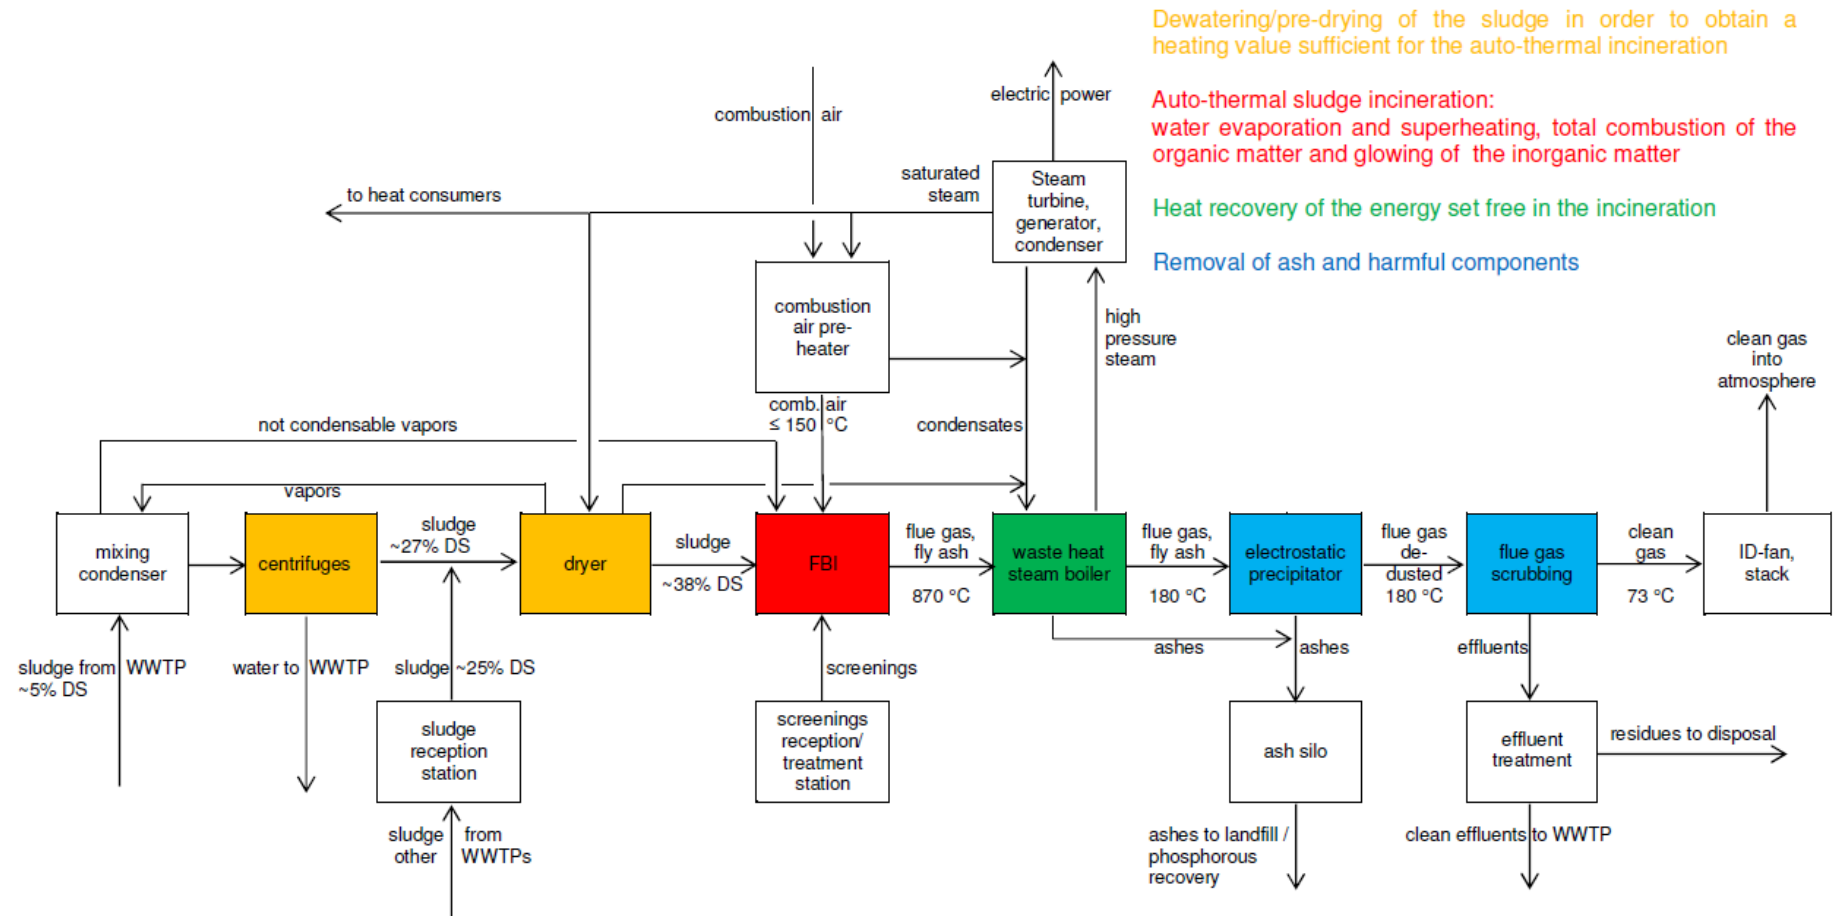 Dewatering/pre-drying of the sludge in order to obtain a
heating value sufficient for the auto-thermal incineration
Auto-thermal sludge incineration:
water evaporation and superheating, total combustion of the
organic matter and glowing of the inorganic matter
Heat recovery of the energy set free in the incineration
Removal of ash and harmful components
electric power
combustion air
saturated
steam
Steam
turbine,
generator,
condenser
to heat consumers
combustion
air pre-
heater
high
pressure
steam
clean gas
into
atmosphere
comb. air
≤ 150 °C
condensates
not condensable vapors
vapors
mixing
condenser
centrifuges
sludge
~27% DS
dryer
sludge
~38% DS
FBI
flue gas,
fly ash
870 °C
waste heat
steam boiler
flue gas,
fly ash
180 °C
electrostatic
precipitator
flue gas
de-
dusted
180 °C
flue gas
scrubbing
clean
gas
73 °C
ID-fan,
stack
sludge from WWTP
~5% DS
water to WWTP
sludge ~25% DS
screenings
ashes
ashes
effluents
sludge
reception
station
screenings
reception/
treatment
station
ash silo
effluent
treatment
residues to disposal
sludge from
other WWTPs
ashes to landfill /
phosphorous
recovery
clean effluents to WWTP